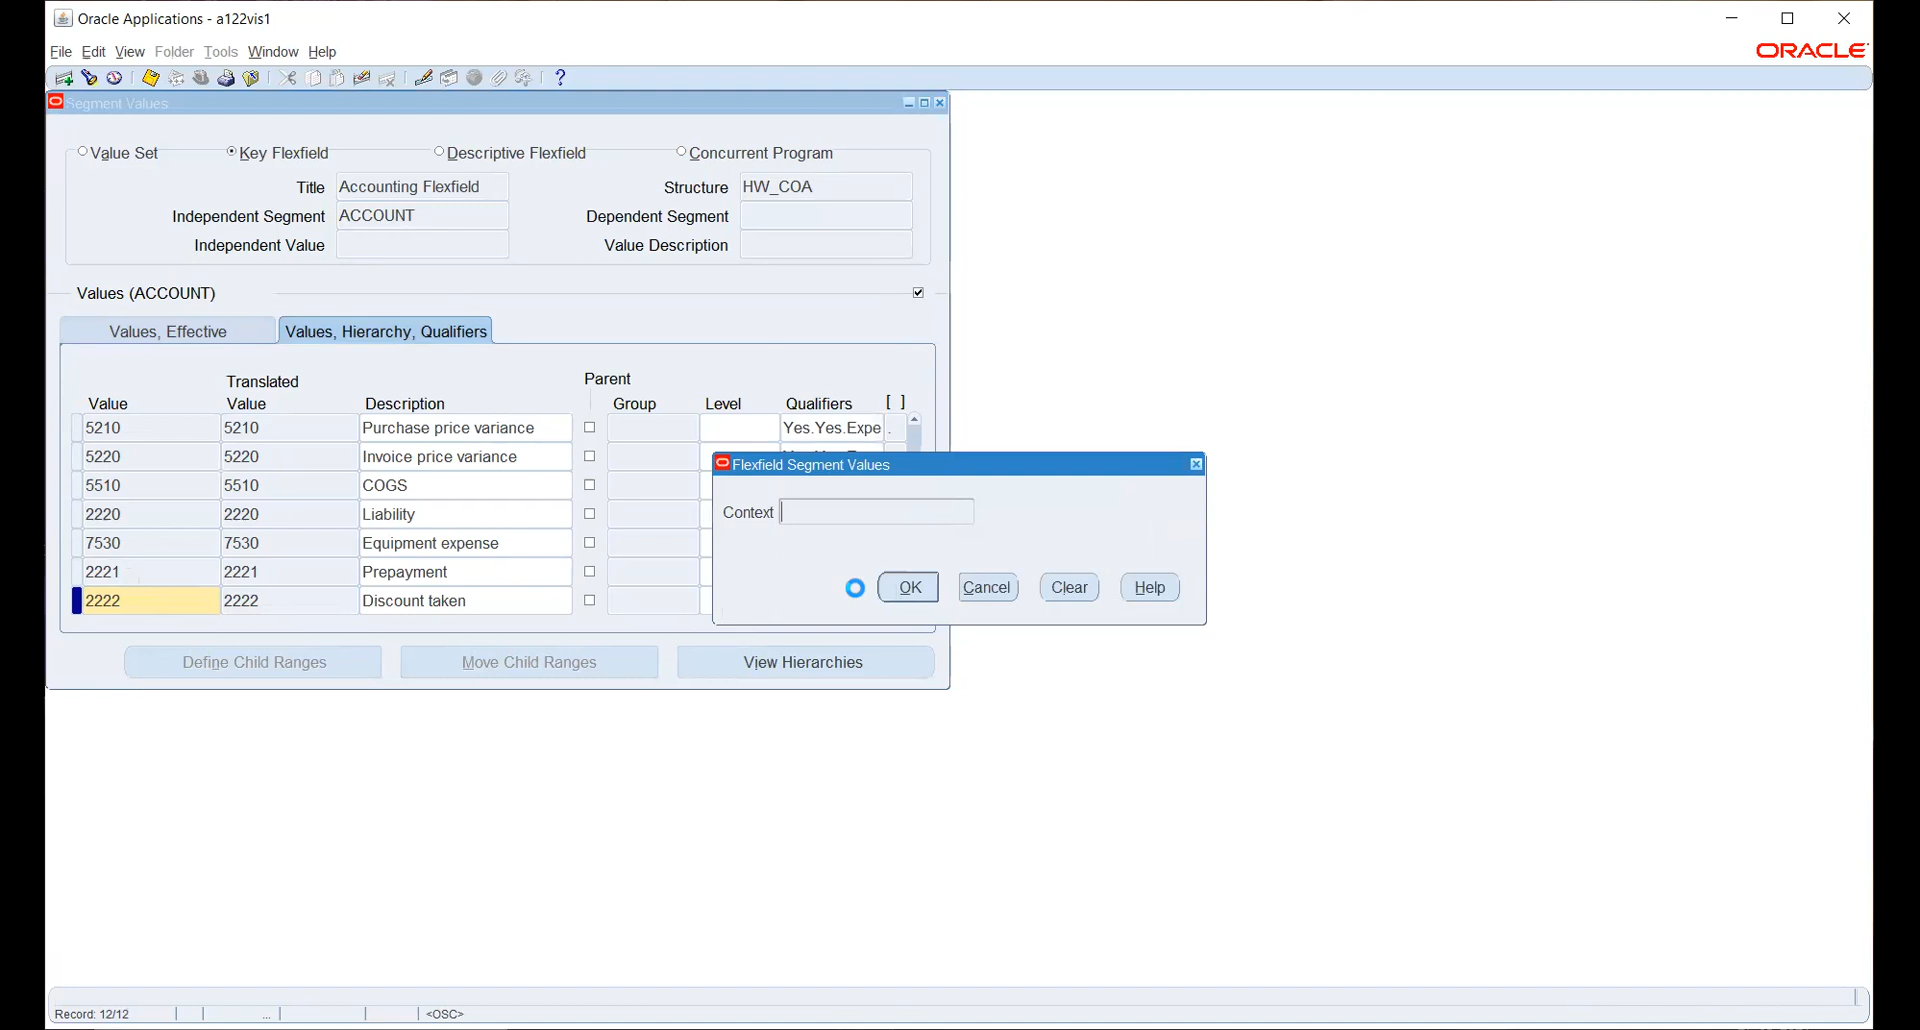 Oracle Applications - a122vis1
File Edit View Folder Tools Window Help
ORACLE
Segment Values
Value Set Key Flexfield Descriptive Flexfield Concurrent Program
Title Accounting Flexfield Structure HW_COA
Independent Segment ACCOUNT Dependent Segment
Independent Value Value Description
Values (ACCOUNT)
Values, Effective Values, Hierarchy, Qualifiers
Translated Parent
Value Value Description Group Level Qualifiers [ ]
5210 5210 Purchase price variance Yes.Yes.Expe .
5220 5220 Invoice price variance
5510 5510 COGS
2220 2220 Liability
7530 7530 Equipment expense
2221 2221 Prepayment
2222 2222 Discount taken
Define Child Ranges Move Child Ranges View Hierarchies
Flexfield Segment Values
Context
OK Cancel Clear Help
Record: 12/12 ... <OSC>